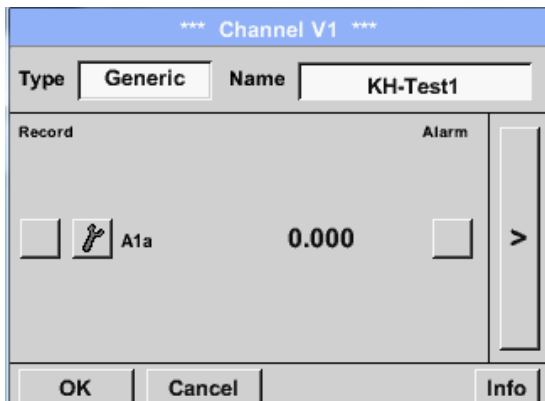 *** Channel V1 ***
Type Generic Name KH-Test1
Record Alarm
A1a 0.000 >
OK Cancel Info